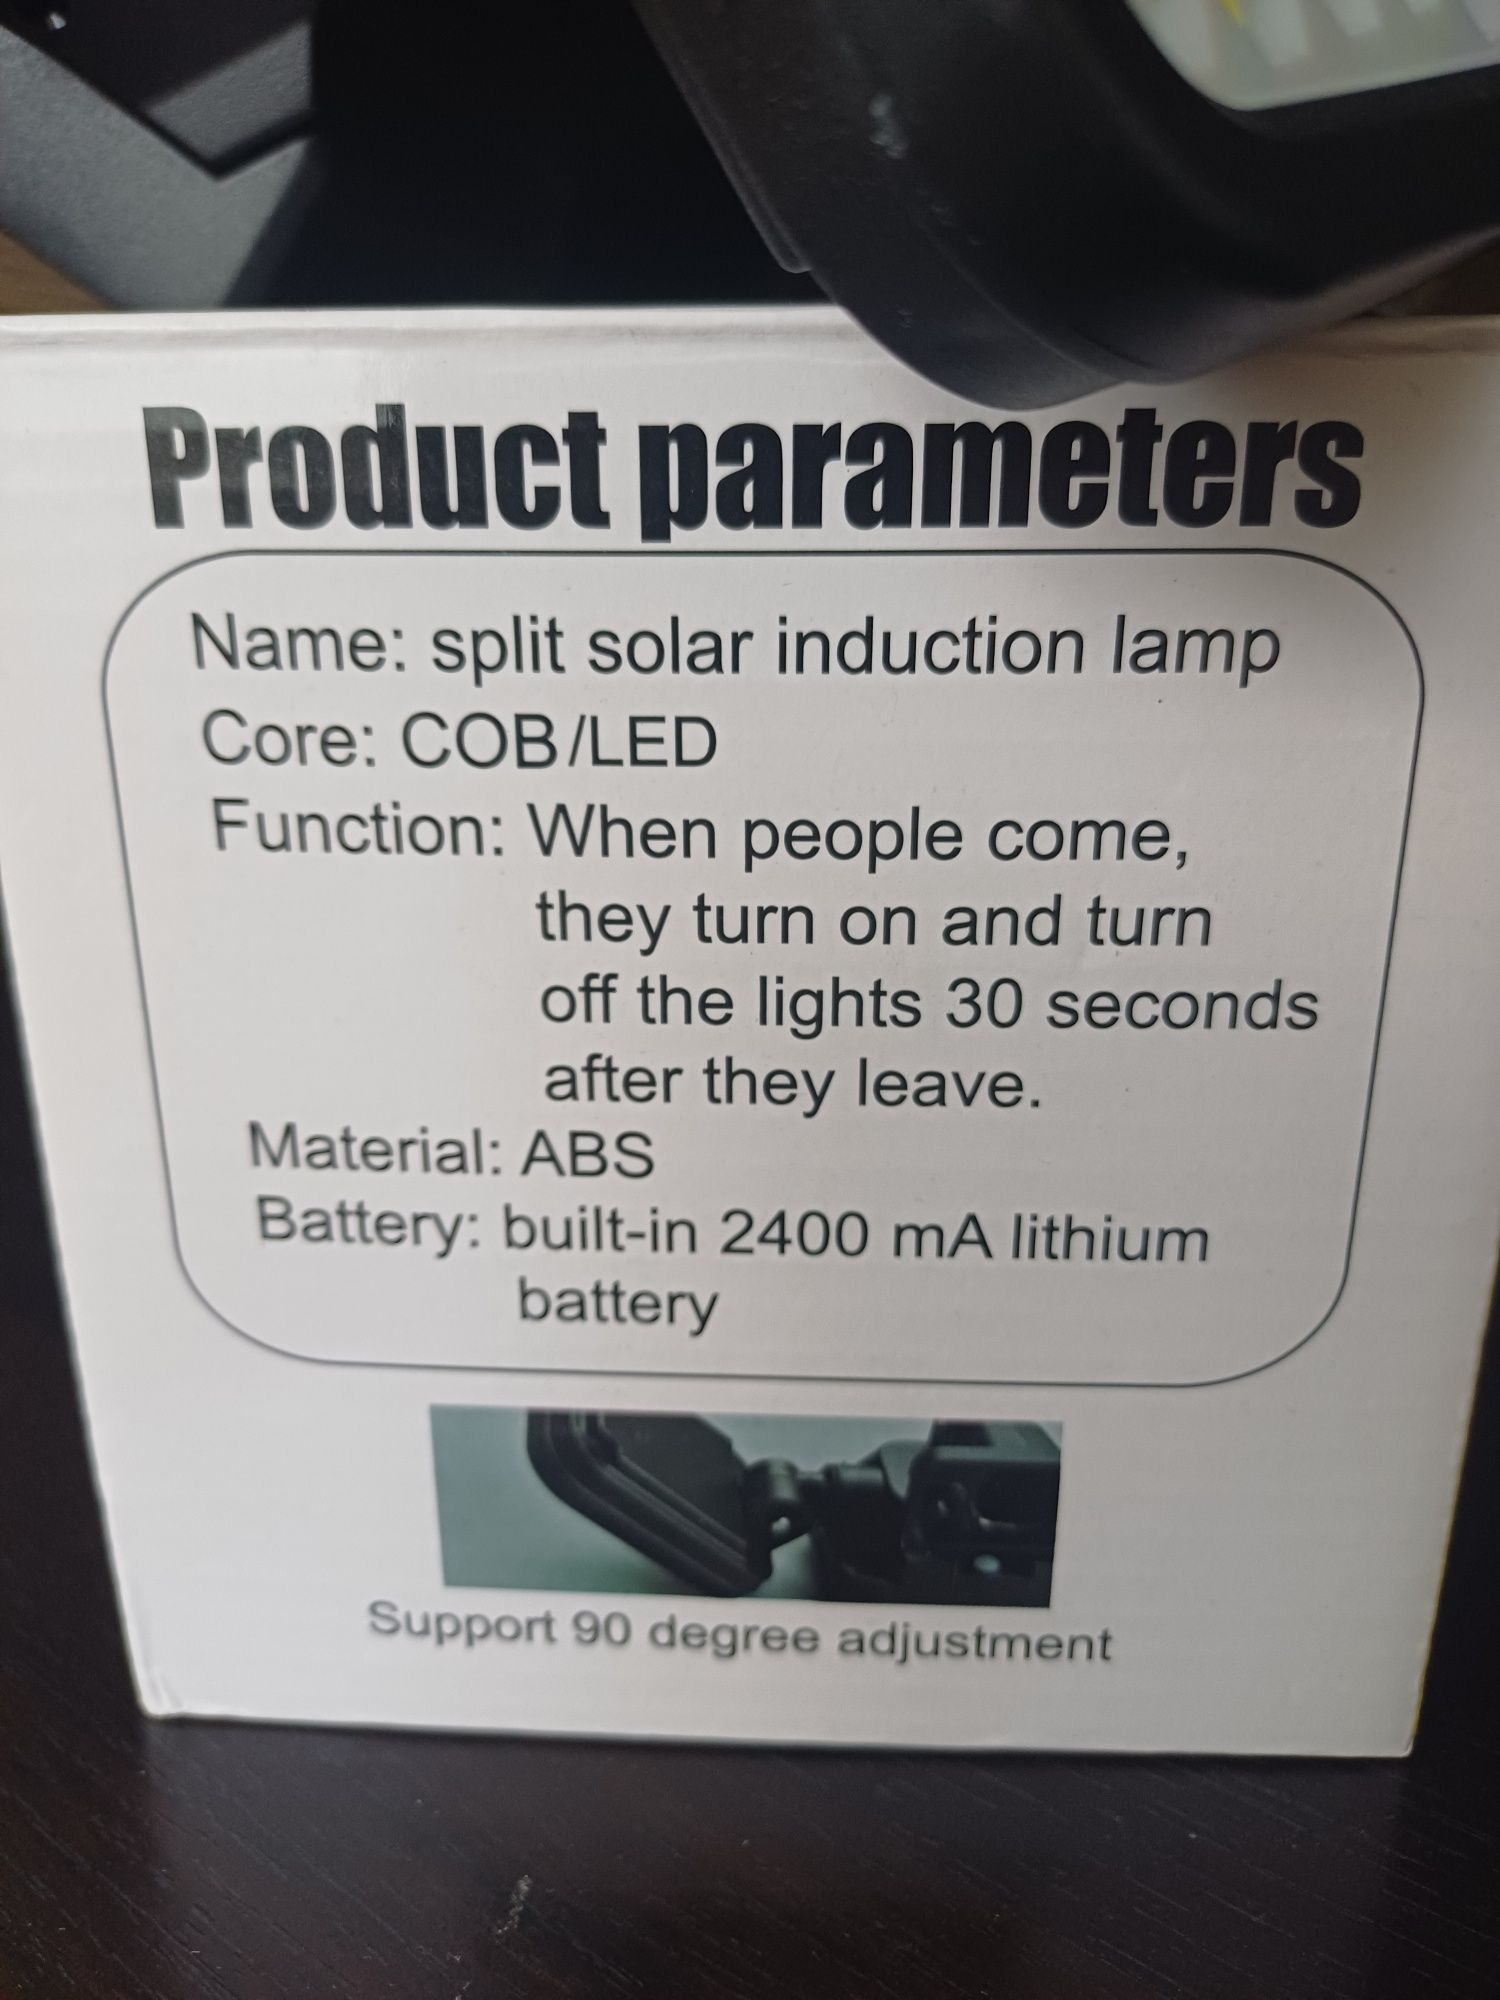 Product parameters
Name: split solar induction lamp
Core: COB/LED
Function: When people come,
they turn on and turn
off the lights 30 seconds
after they leave.
Material: ABS
Battery: built-in 2400 mA lithium
battery
Support 90 degree adjustment